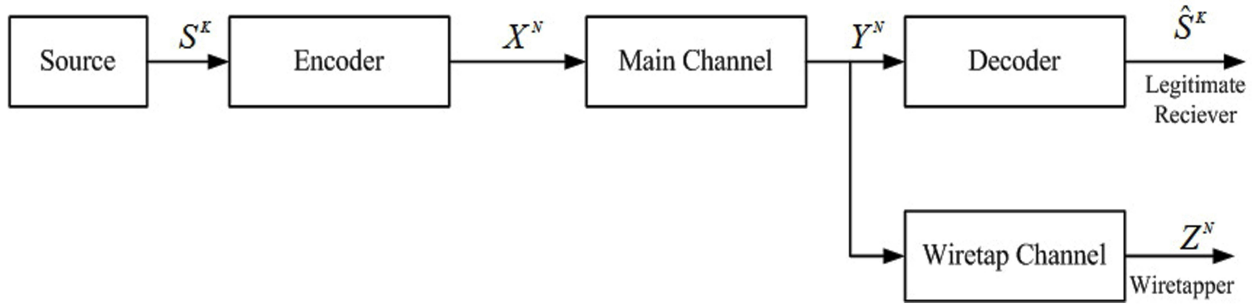 Source
S^K
Encoder
X^N
Main Channel
Y^N
Decoder
Ŝ^K
Legitimate
Reciever
Wiretap Channel
Z^N
Wiretapper